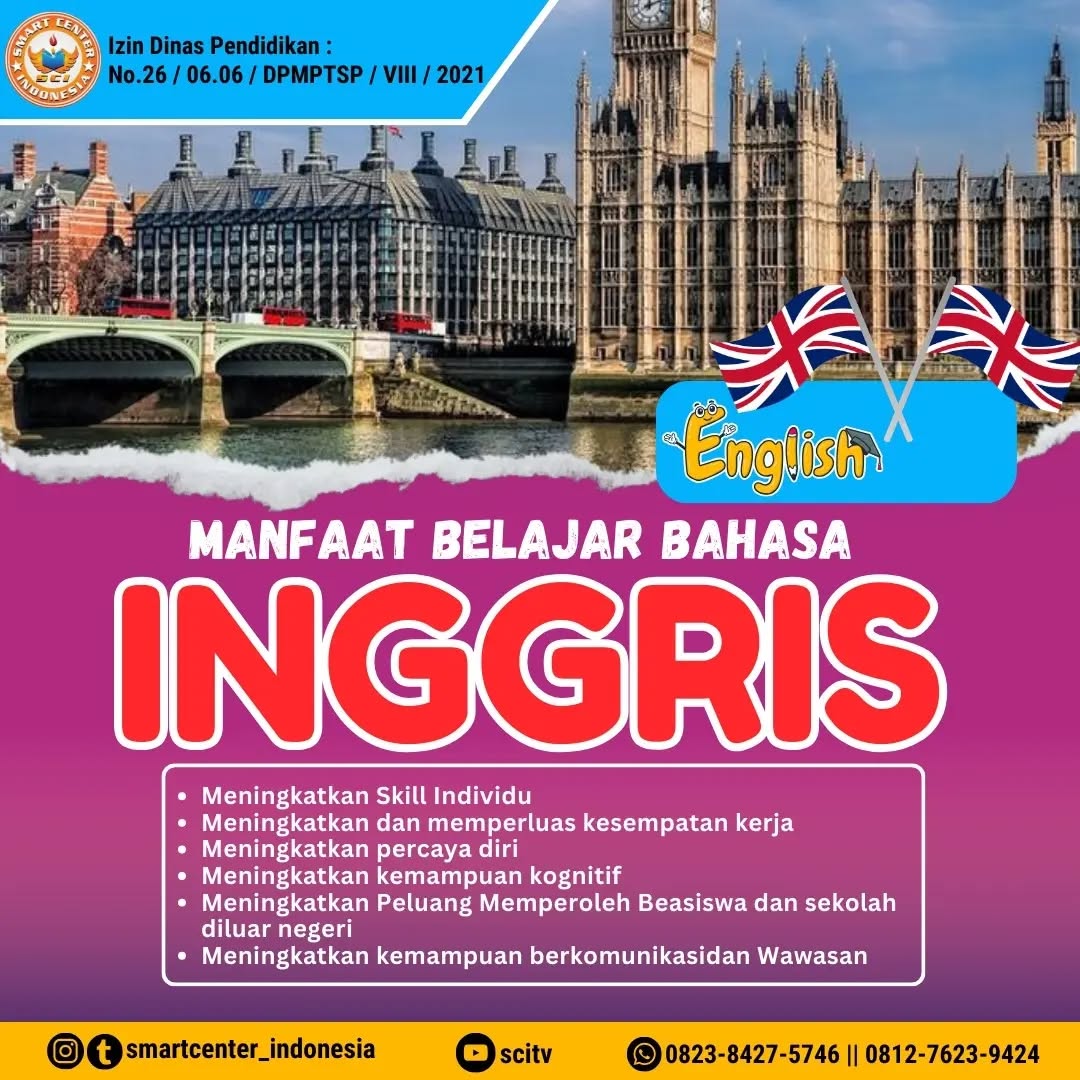 SMART CENTER
SCI
INDONESIA
Izin Dinas Pendidikan :
No.26 / 06.06 / DPMPTSP / VIII / 2021
English
MANFAAT BELAJAR BAHASA
INGGRIS
• Meningkatkan Skill Individu
• Meningkatkan dan memperluas kesempatan kerja
• Meningkatkan percaya diri
• Meningkatkan kemampuan kognitif
• Meningkatkan Peluang Memperoleh Beasiswa dan sekolah
diluar negeri
• Meningkatkan kemampuan berkomunikasidan Wawasan
smartcenter_indonesia
scitv
0823-8427-5746 || 0812-7623-9424